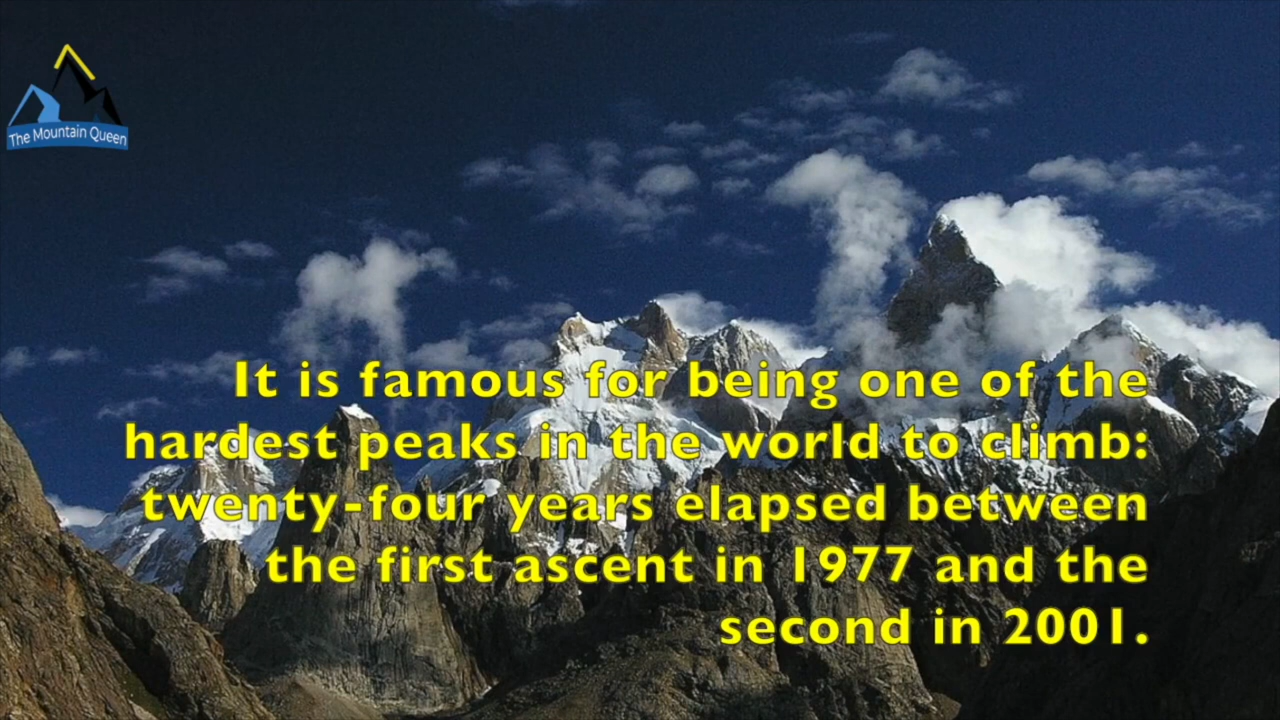 The Mountain Queen
It is famous for being one of the
hardest peaks in the world to climb:
twenty-four years elapsed between
the first ascent in 1977 and the
second in 2001.